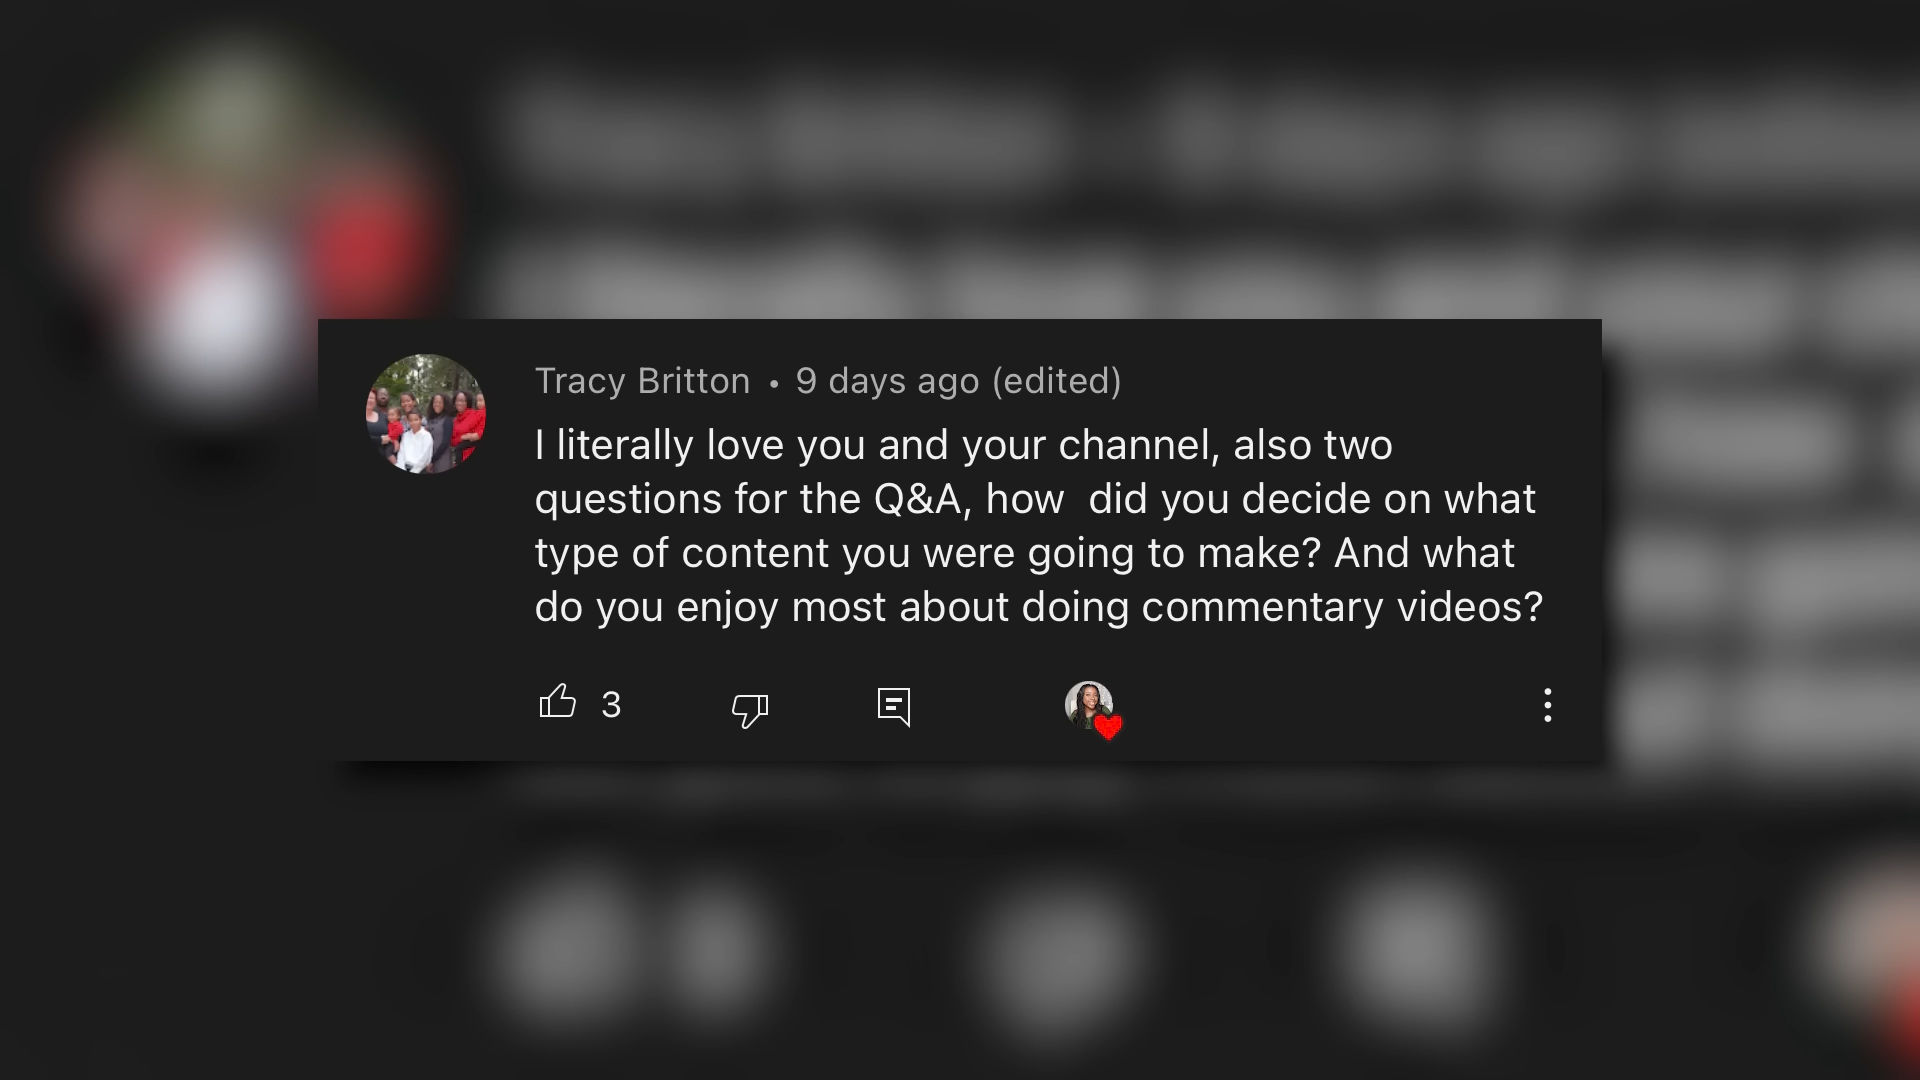 Tracy Britton • 9 days ago (edited)
I literally love you and your channel, also two
questions for the Q&A, how  did you decide on what
type of content you were going to make? And what
do you enjoy most about doing commentary videos?
3